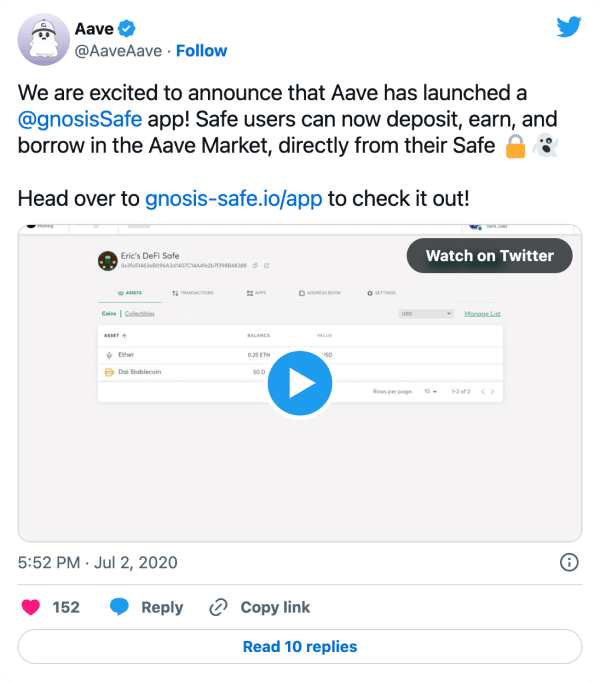 Aave
@AaveAave · Follow
We are excited to announce that Aave has launched a
@gnosisSafe app! Safe users can now deposit, earn, and
borrow in the Aave Market, directly from their Safe 🔒 👻
Head over to gnosis-safe.io/app to check it out!
Watch on Twitter
Eric's DeFi Safe
ASSETS TRANSACTIONS APPS ADDRESS BOOK SETTINGS
Coins | Collectibles USD Manage List
ASSET BALANCE VALUE
Ether 0.25 ETH
Dai Stablecoin 50 D
Rows per page: 10 1-2 of 2
5:52 PM · Jul 2, 2020
152 Reply Copy link
Read 10 replies